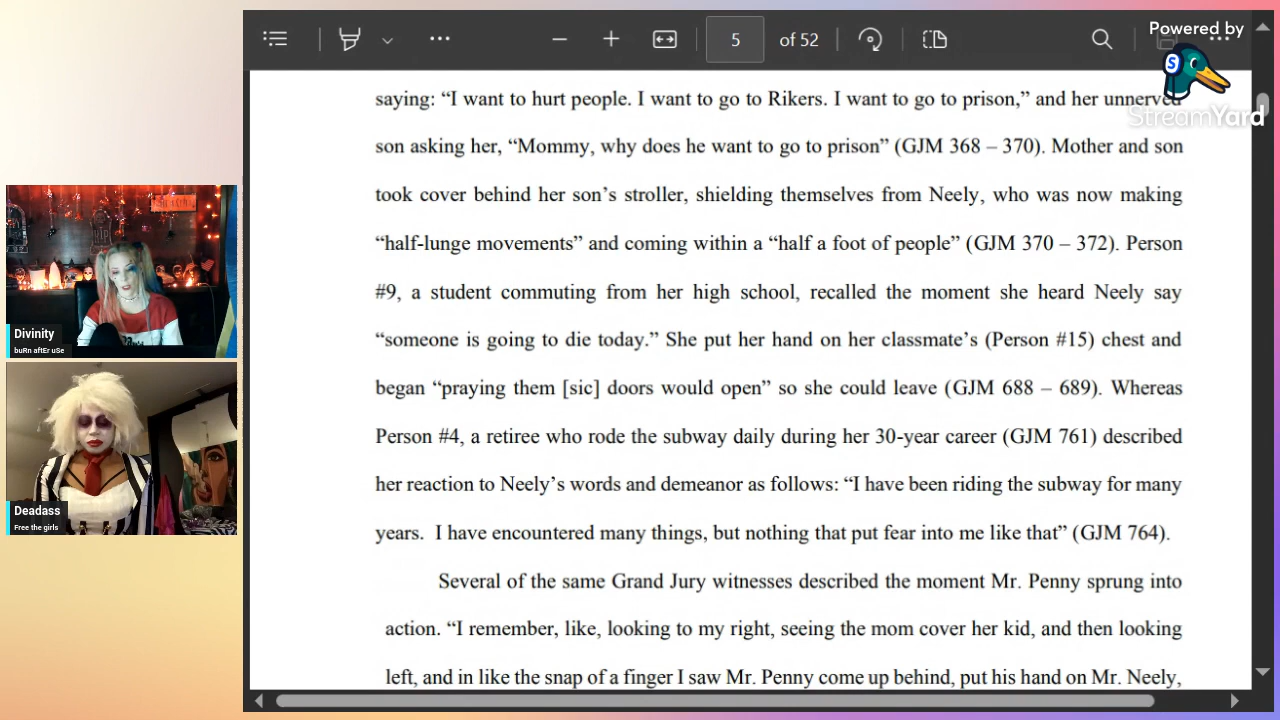 5 of 52
Powered by
StreamYard
saying: “I want to hurt people. I want to go to Rikers. I want to go to prison,” and her unnerved
son asking her, “Mommy, why does he want to go to prison” (GJM 368 – 370). Mother and son
took cover behind her son’s stroller, shielding themselves from Neely, who was now making
“half-lunge movements” and coming within a “half a foot of people” (GJM 370 – 372). Person
#9, a student commuting from her high school, recalled the moment she heard Neely say
“someone is going to die today.” She put her hand on her classmate’s (Person #15) chest and
began “praying them [sic] doors would open” so she could leave (GJM 688 – 689). Whereas
Person #4, a retiree who rode the subway daily during her 30-year career (GJM 761) described
her reaction to Neely’s words and demeanor as follows: “I have been riding the subway for many
years. I have encountered many things, but nothing that put fear into me like that” (GJM 764).
Several of the same Grand Jury witnesses described the moment Mr. Penny sprung into
action. “I remember, like, looking to my right, seeing the mom cover her kid, and then looking
left, and in like the snap of a finger I saw Mr. Penny come up behind, put his hand on Mr. Neely,
Divinity
buRn aftEr uSe
Deadass
Free the girls